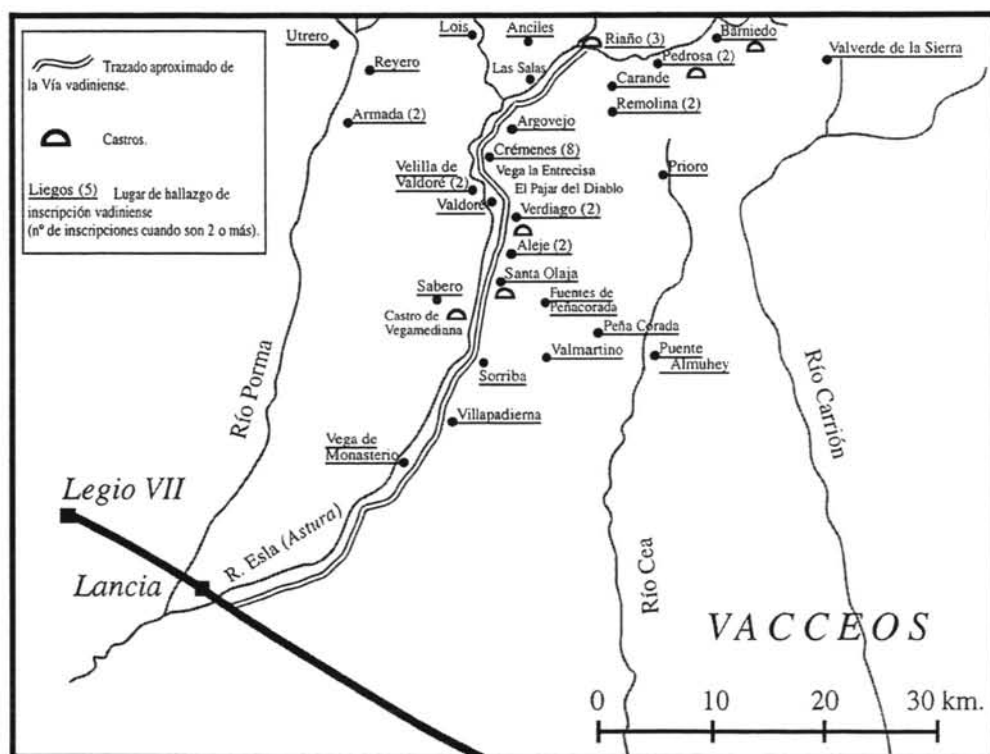 Trazado aproximado de
la Vía vadiniense.
Castros.
Liegos (5) Lugar de hallazgo de
inscripción vadiniense
(nº de inscripciones cuando son 2 o más).
Utrero
Reyero
Armada (2)
Lois
Anciles
Las Salas
Riaño (3)
Barniedo
Pedrosa (2)
Carande
Remolina (2)
Valverde de la Sierra
Argovejo
Crémenes (8)
Vega la Entrecisa
El Pajar del Diablo
Velilla de
Valdoré (2)
Valdoré
Verdiago (2)
Prioro
Aleje (2)
Santa Olaja
Sabero
Castro de
Vegamediana
Fuentes de
Peñacorada
Peña Corada
Valmartino
Puente
Almuhey
Sorriba
Villapadierna
Vega de
Monasterio
Río Porma
Río Carrión
Río Cea
R. Esla (Astura)
Legio VII
Lancia
VACCEOS
0 10 20 30 km.